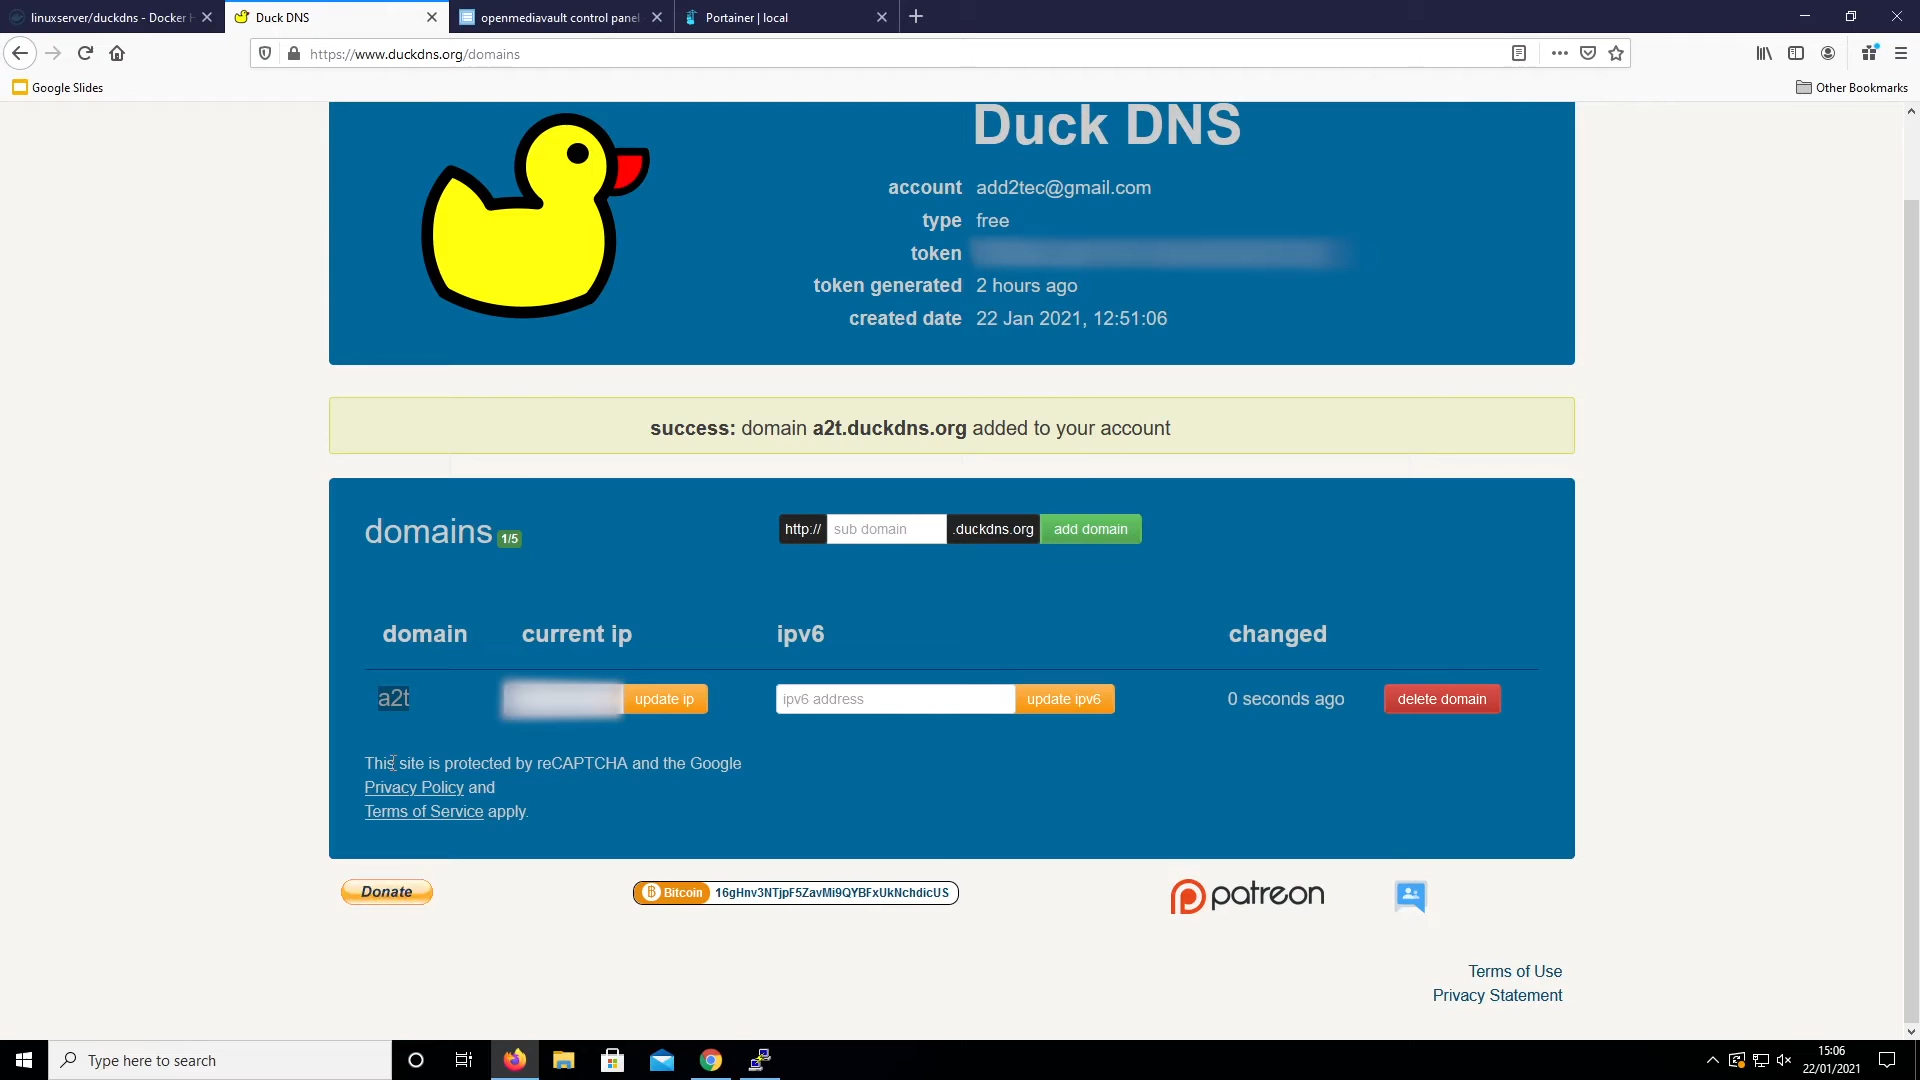 linuxserver/duckdns - Docker H
Duck DNS
openmediavault control panel
Portainer | local
https://www.duckdns.org/domains
Google Slides
Other Bookmarks
Duck DNS
account add2tec@gmail.com
type free
token
token generated 2 hours ago
created date 22 Jan 2021, 12:51:06
success: domain a2t.duckdns.org added to your account
domains 1/5
http:// sub domain .duckdns.org add domain
domain current ip ipv6 changed
a2t update ip ipv6 address update ipv6 0 seconds ago delete domain
This site is protected by reCAPTCHA and the Google
Privacy Policy and
Terms of Service apply.
Donate
Bitcoin 16gHnv3NTjpF5ZavMi9QYBFxUkNchdicUS
patreon
Terms of Use
Privacy Statement
Type here to search
15:06
22/01/2021